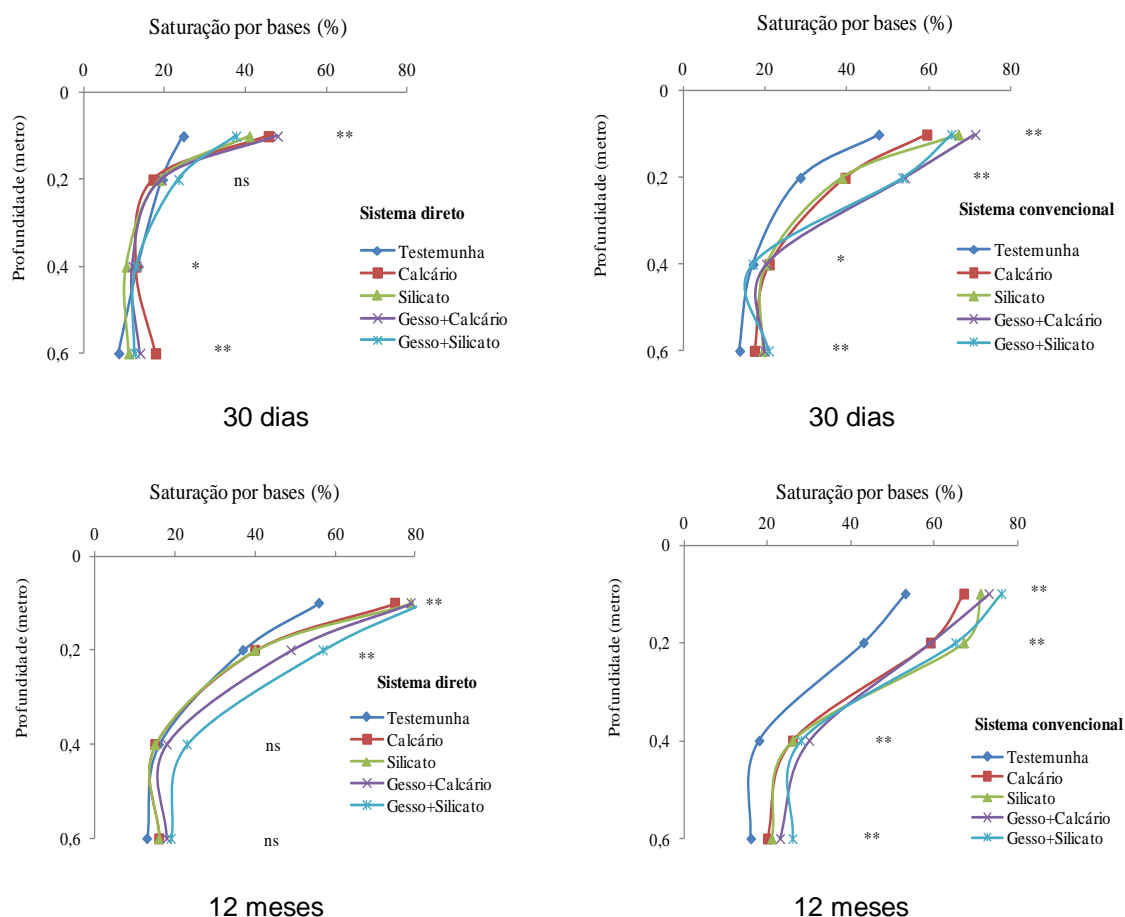 Saturação por bases (%)
0 20 40 60 80
0
0,2
0,4
0,6
Profundidade (metro)
**
ns
*
**
Sistema direto
Testemunha
Calcário
Silicato
Gesso+Calcário
Gesso+Silicato
30 dias
Saturação por bases (%)
0 20 40 60 80
0
0,2
0,4
0,6
Profundidade (metro)
**
**
*
**
Sistema convencional
Testemunha
Calcário
Silicato
Gesso+Calcário
Gesso+Silicato
30 dias
Saturação por bases (%)
0 20 40 60 80
0
0,2
0,4
0,6
Profundidade (metro)
**
**
ns
ns
Sistema direto
Testemunha
Calcário
Silicato
Gesso+Calcário
Gesso+Silicato
12 meses
Saturação por bases (%)
0 20 40 60 80
0
0,2
0,4
0,6
Profundidade (metro)
**
**
**
**
Sistema convencional
Testemunha
Calcário
Silicato
Gesso+Calcário
Gesso+Silicato
12 meses